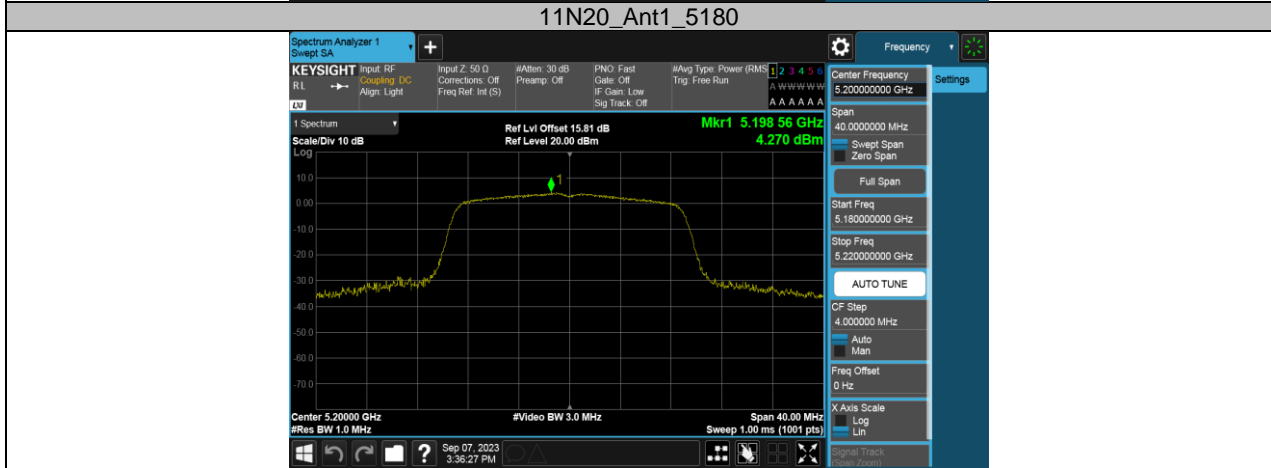 11N20_Ant1_5180
Spectrum Analyzer 1
Swept SA
Frequency
KEYSIGHT
RL
LXI
Input: RF
Coupling: DC
Align: Light
Input Z: 50 Ω
Corrections: Off
Freq Ref: Int (S)
#Atten: 30 dB
Preamp: Off
PNO: Fast
Gate: Off
IF Gain: Low
Sig Track: Off
#Avg Type: Power (RMS
Trig: Free Run
1 2 3 4 5 6
A W W W W W
A A A A A A
1 Spectrum
Scale/Div 10 dB
Log
Ref Lvl Offset 15.81 dB
Ref Level 20.00 dBm
Mkr1 5.198 56 GHz
4.270 dBm
1
10.0
0.00
-10.0
-20.0
-30.0
-40.0
-50.0
-60.0
-70.0
Center 5.20000 GHz
#Res BW 1.0 MHz
#Video BW 3.0 MHz
Span 40.00 MHz
Sweep 1.00 ms (1001 pts)
Center Frequency
5.200000000 GHz
Settings
Span
40.0000000 MHz
Swept Span
Zero Span
Full Span
Start Freq
5.180000000 GHz
Stop Freq
5.220000000 GHz
AUTO TUNE
CF Step
4.000000 MHz
Auto
Man
Freq Offset
0 Hz
X Axis Scale
Log
Lin
Signal Track
(Span Zoom)
?
Sep 07, 2023
3:36:27 PM